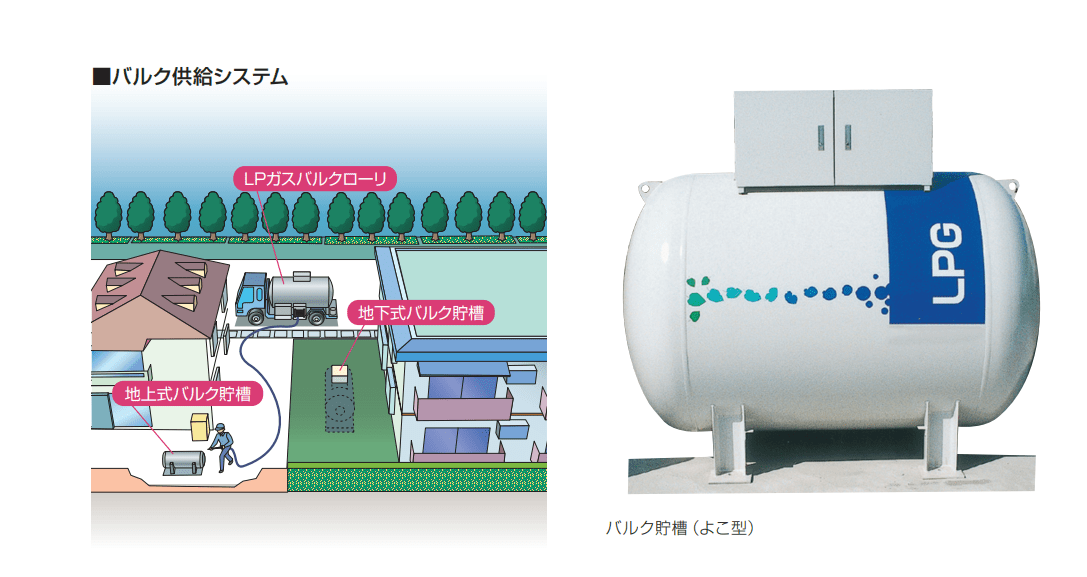 ■バルク供給システム
LPガスバルクローリ
地下式バルク貯槽
地上式バルク貯槽
LPG
バルク貯槽（よこ型）